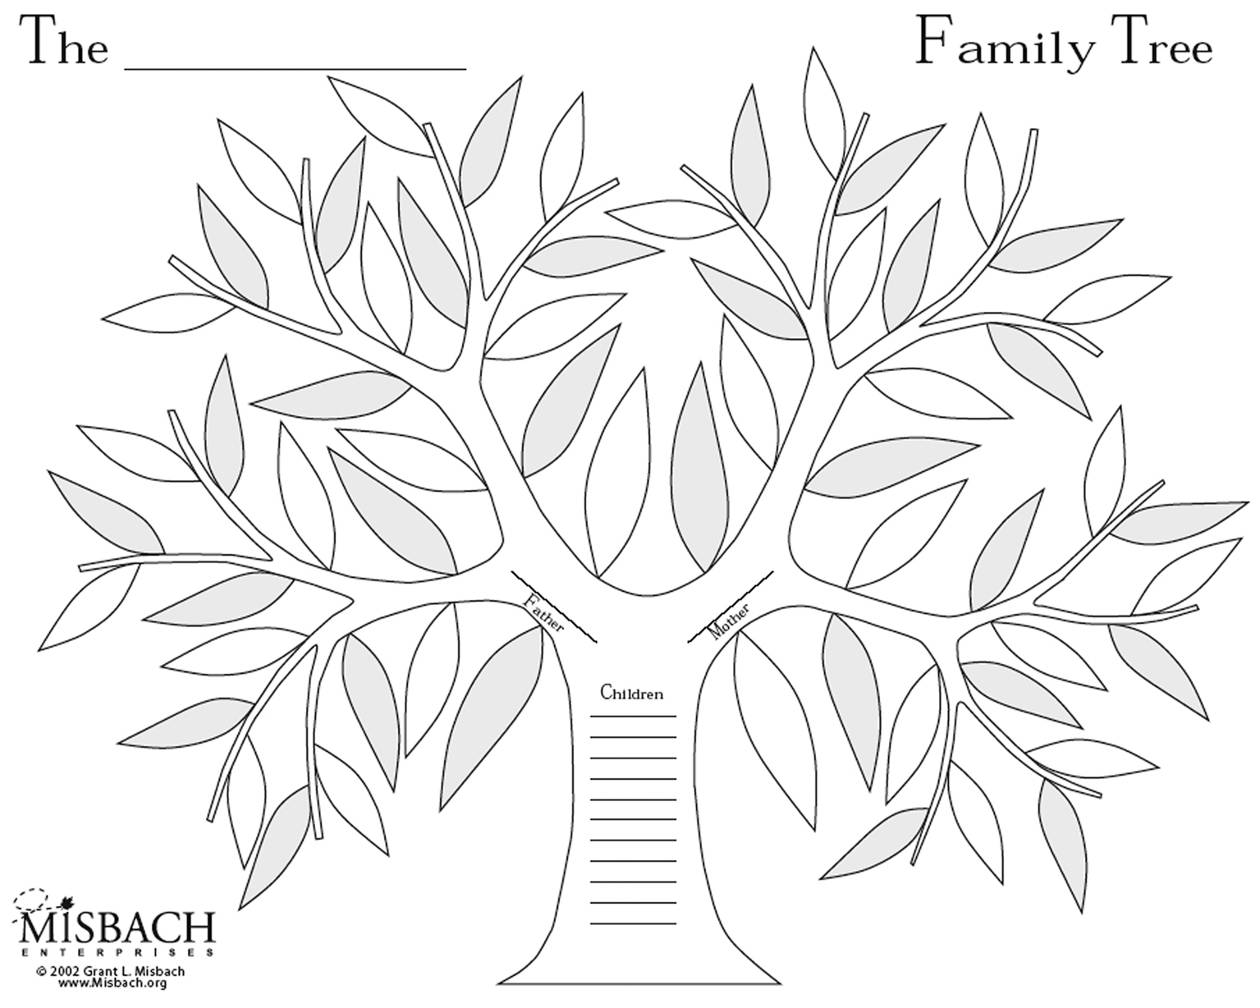 The Family Tree
Father
Mother
Children
MISBACH
ENTERPRISES
© 2002 Grant L. Misbach
www.Misbach.org